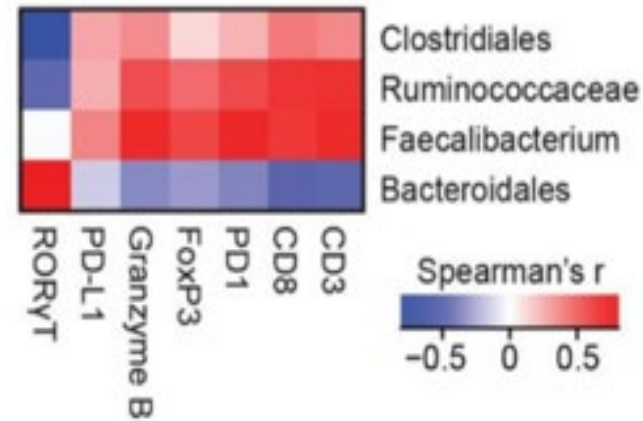 Clostridiales
Ruminococcaceae
Faecalibacterium
Bacteroidales
RORγT
PD-L1
Granzyme B
FoxP3
PD1
CD8
CD3
Spearman's r
−0.5 0 0.5